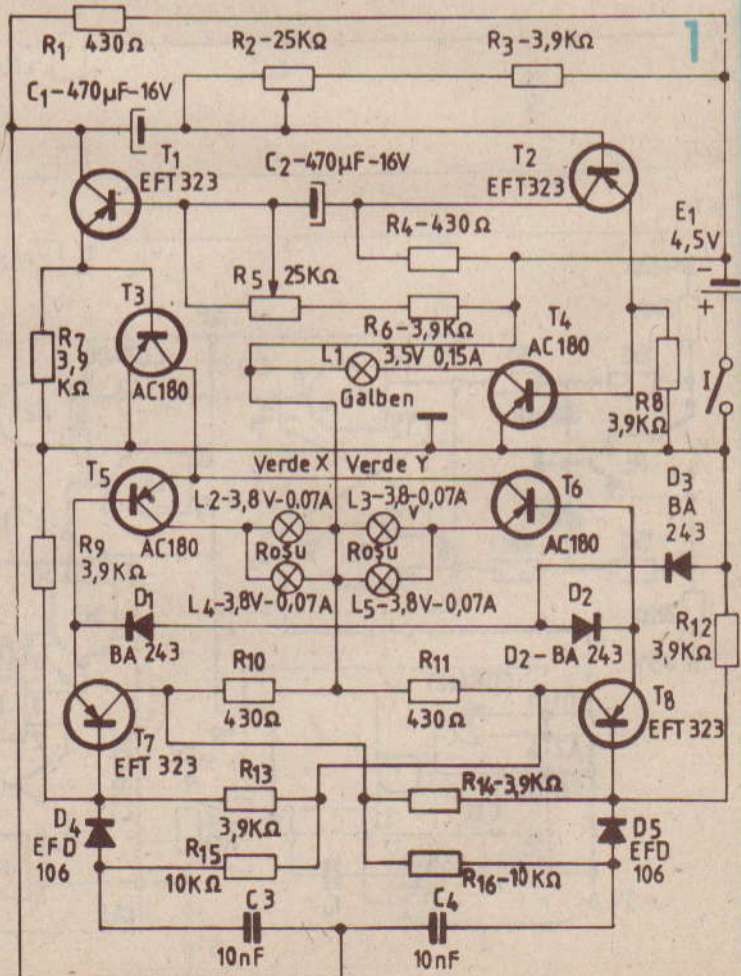 1
R1 430Ω
R2-25KΩ
R3-3,9KΩ
C1-470µF-16V
T1
EFT323
C2-470µF-16V
T2
EFT323
E1
4,5V
-
+
R4-430Ω
R5 25KΩ
R6-3,9KΩ
T3
AC180
R7
3,9
KΩ
L1 3,5V 0,15A
Galben
T4
AC180
R8
3,9KΩ
I
T5
AC180
Verde X
Verde Y
L2-3,8V-0,07A
L3-3,8-0,07A
V
Roşu
Roşu
L4-3,8V-0,07A
L5-3,8V-0,07A
T6
AC180
D3
BA
243
R9
3,9KΩ
D1
BA 243
D2
D2-BA 243
R12
3,9KΩ
R10
430Ω
R11
430Ω
T7
EFT 323
T8
EFT323
R13
3,9KΩ
R14-3,9KΩ
D4
EFD
106
R15
10KΩ
R16-10KΩ
D5
EFD
106
C3
10nF
C4
10nF